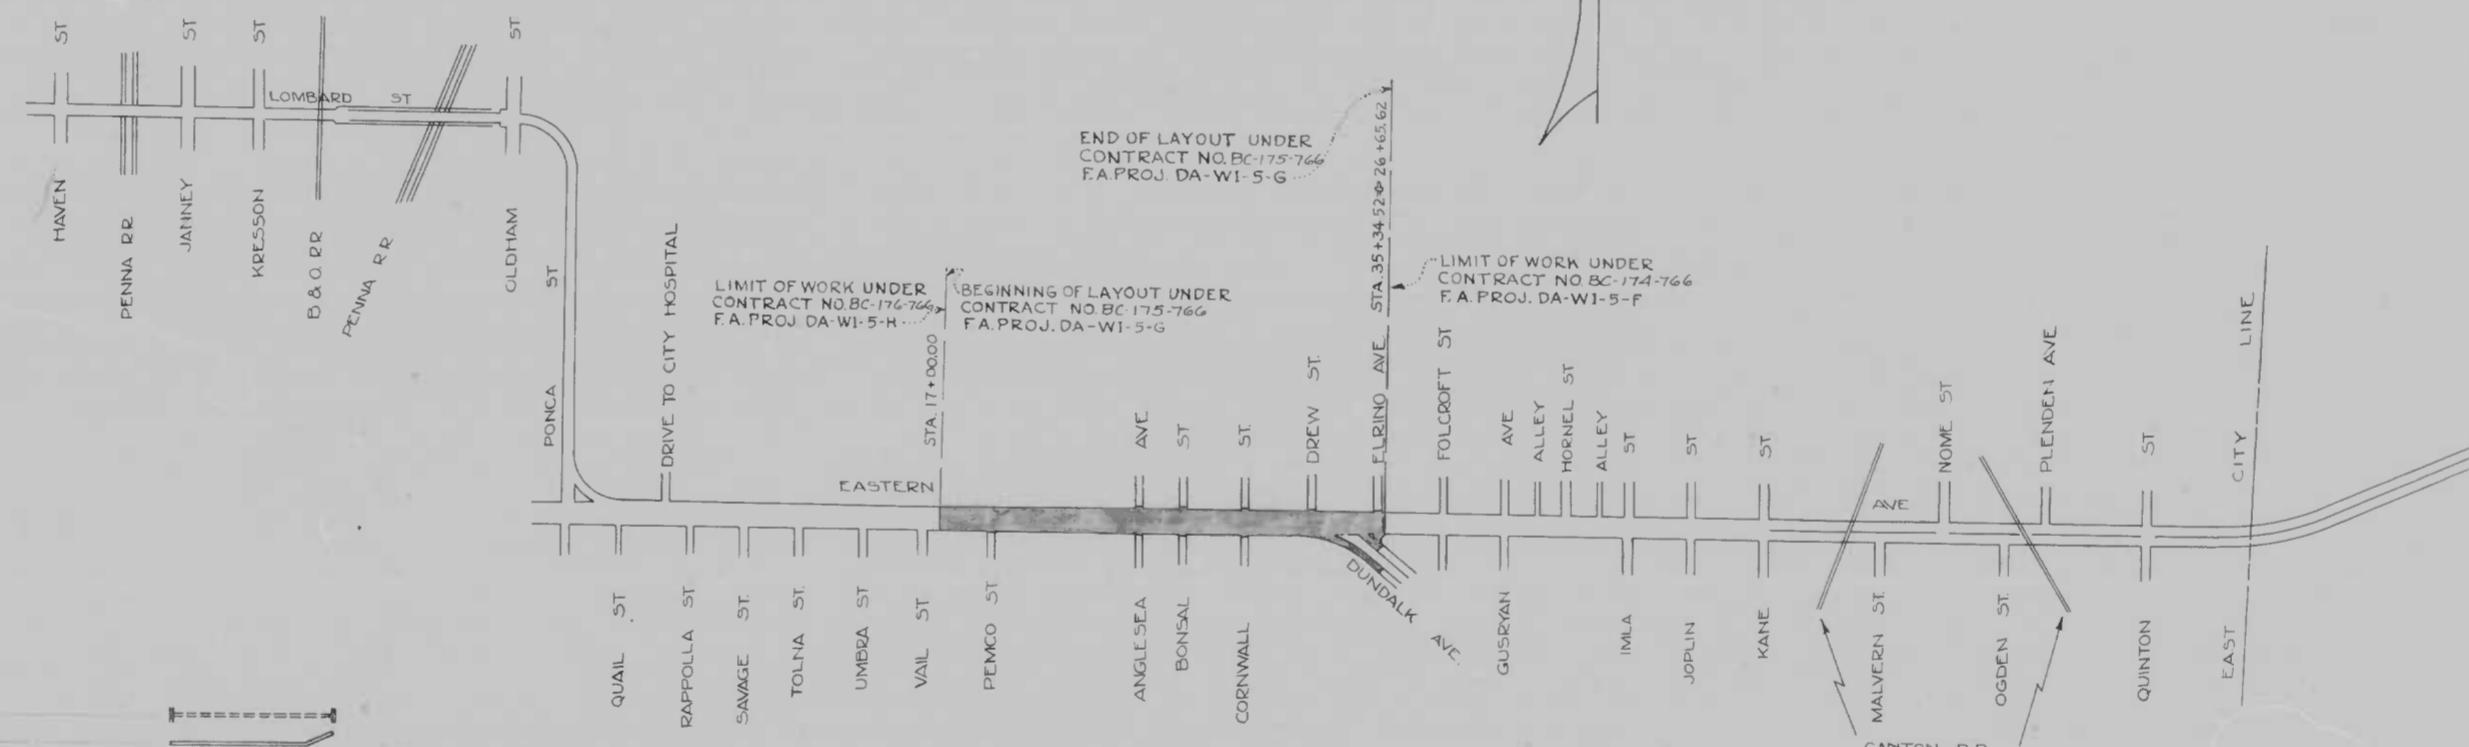 HAVEN ST
PENNA RR
JANNEY ST
KRESSON ST
LOMBARD ST
B & O RR
PENNA R.R
OLDHAM ST
PONCA ST
DRIVE TO CITY HOSPITAL
LIMIT OF WORK UNDER
CONTRACT NO. BC-176-766
F.A. PROJ DA-WI-5-H
STA. 17+00.00
BEGINNING OF LAYOUT UNDER
CONTRACT NO. BC-175-766
F.A. PROJ. DA-WI-5-G
END OF LAYOUT UNDER
CONTRACT NO. BC-175-766
F.A. PROJ. DA-WI-5-G
STA. 35+34.52 26+65.62
LIMIT OF WORK UNDER
CONTRACT NO. BC-174-766
F.A. PROJ. DA-WI-5-F
EASTERN AVE
QUAIL ST
RAPPOLLA ST
SAVAGE ST.
TOLNA ST.
UMBRA ST
VAIL ST
PEMCO ST
ANGLESEA AVE
BONSAL ST
CORNWALL ST.
DREW ST.
ELRINO AVE
DUNDALK AVE.
FOLCROFT ST
GUSRYAN AVE
ALLEY
HORNEL ST
ALLEY
IMLA ST
JOPLIN ST
KANE ST
MALVERN ST.
NOME ST
OGDEN ST.
PLENDEN AVE
QUINTON ST
EAST CITY LINE
CANTON R.R.